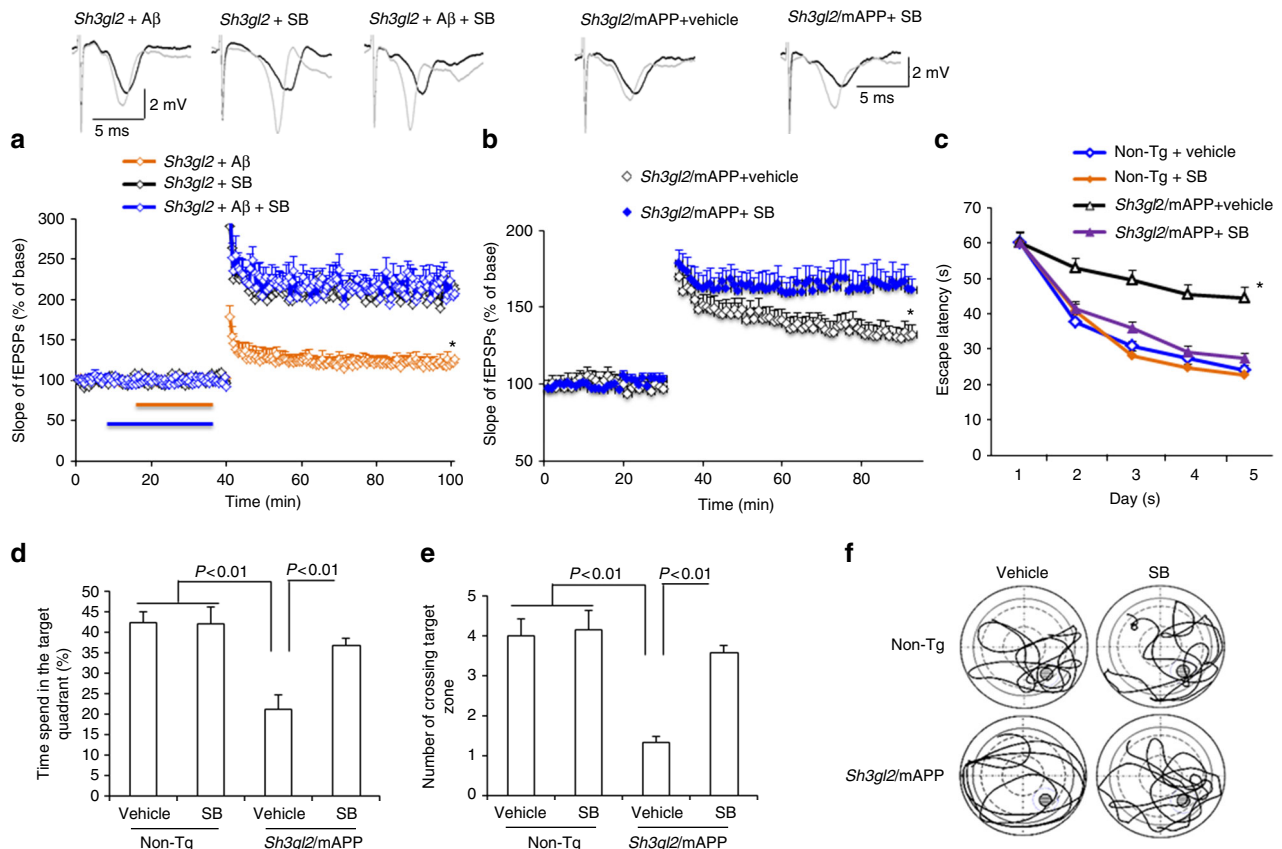 Sh3gl2 + Aβ
Sh3gl2 + SB
Sh3gl2 + Aβ + SB
Sh3gl2/mAPP+vehicle
Sh3gl2/mAPP+ SB
2 mV
5 ms
2 mV
5 ms
a
Sh3gl2 + Aβ
Sh3gl2 + SB
Sh3gl2 + Aβ + SB
Slope of fEPSPs (% of base)
300
250
200
150
100
50
0
*
0
20
40
60
80
100
Time (min)
b
Sh3gl2/mAPP+vehicle
Sh3gl2/mAPP+ SB
Slope of fEPSPs (% of base)
200
150
100
50
*
0
20
40
60
80
Time (min)
c
Non-Tg + vehicle
Non-Tg + SB
Sh3gl2/mAPP+vehicle
Sh3gl2/mAPP+ SB
Escape latency (s)
70
60
50
40
30
20
10
0
*
1
2
3
4
5
Day (s)
d
Time spend in the target
quadrant (%)
50
45
40
35
30
25
20
15
10
5
0
P<0.01
P<0.01
Vehicle
SB
Vehicle
SB
Non-Tg
Sh3gl2/mAPP
e
Number of crossing target
zone
5
4
3
2
1
0
P<0.01
P<0.01
Vehicle
SB
Vehicle
SB
Non-Tg
Sh3gl2/mAPP
f
Vehicle
SB
Non-Tg
Sh3gl2/mAPP